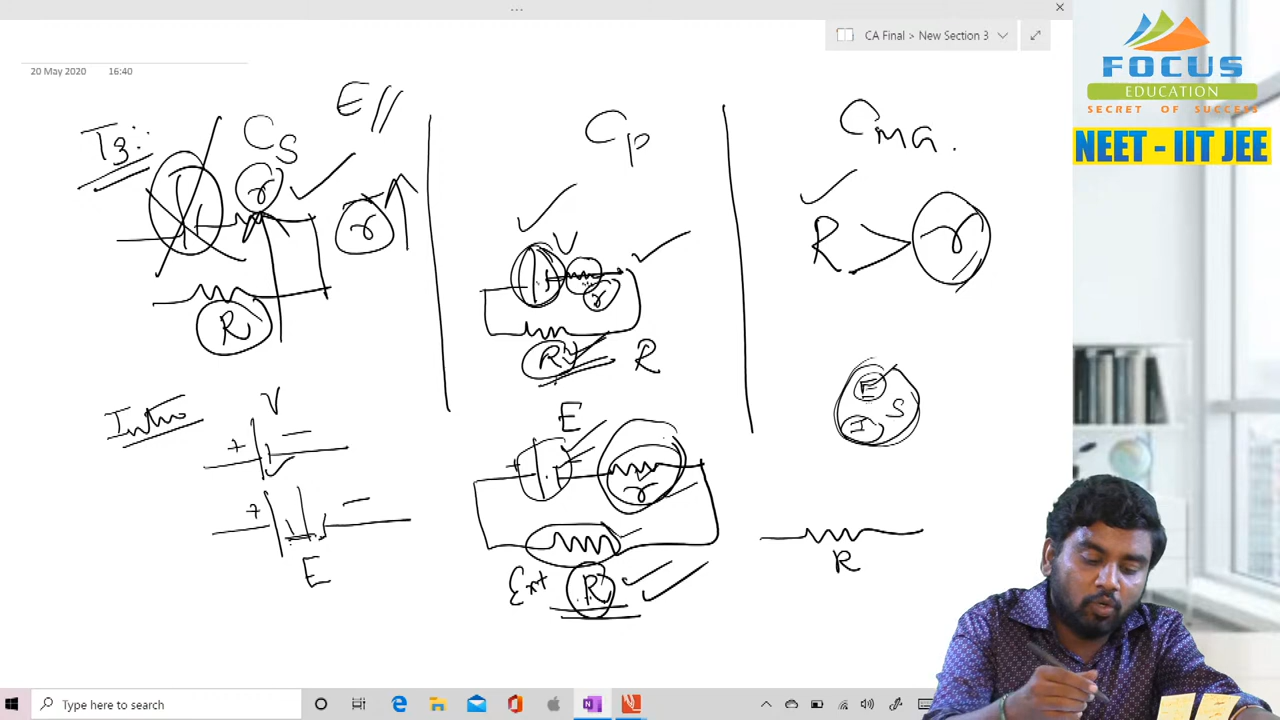 CA Final > New Section 3
20 May 2020 16:40
FOCUS
EDUCATION
SECRET OF SUCCESS
NEET - IIT JEE
E//
T3:-
Cs
r
r
R
Cp
V
r
R
R
CMG.
R > r
Intro
V
+ -
+ -
E
E
+ -
r
Ext R
E
S
I
R
Type here to search